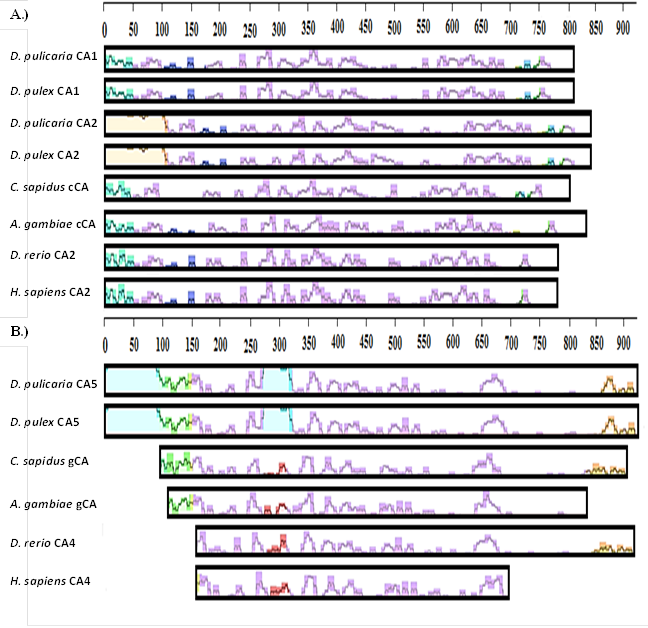 A.)
0 50 100 150 200 250 300 350 400 450 500 550 600 650 700 750 800 850 900
D. pulicaria CA1
D. pulex CA1
D. pulicaria CA2
D. pulex CA2
C. sapidus cCA
A. gambiae cCA
D. rerio CA2
H. sapiens CA2
B.)
0 50 100 150 200 250 300 350 400 450 500 550 600 650 700 750 800 850 900
D. pulicaria CA5
D. pulex CA5
C. sapidus gCA
A. gambiae gCA
D. rerio CA4
H. sapiens CA4